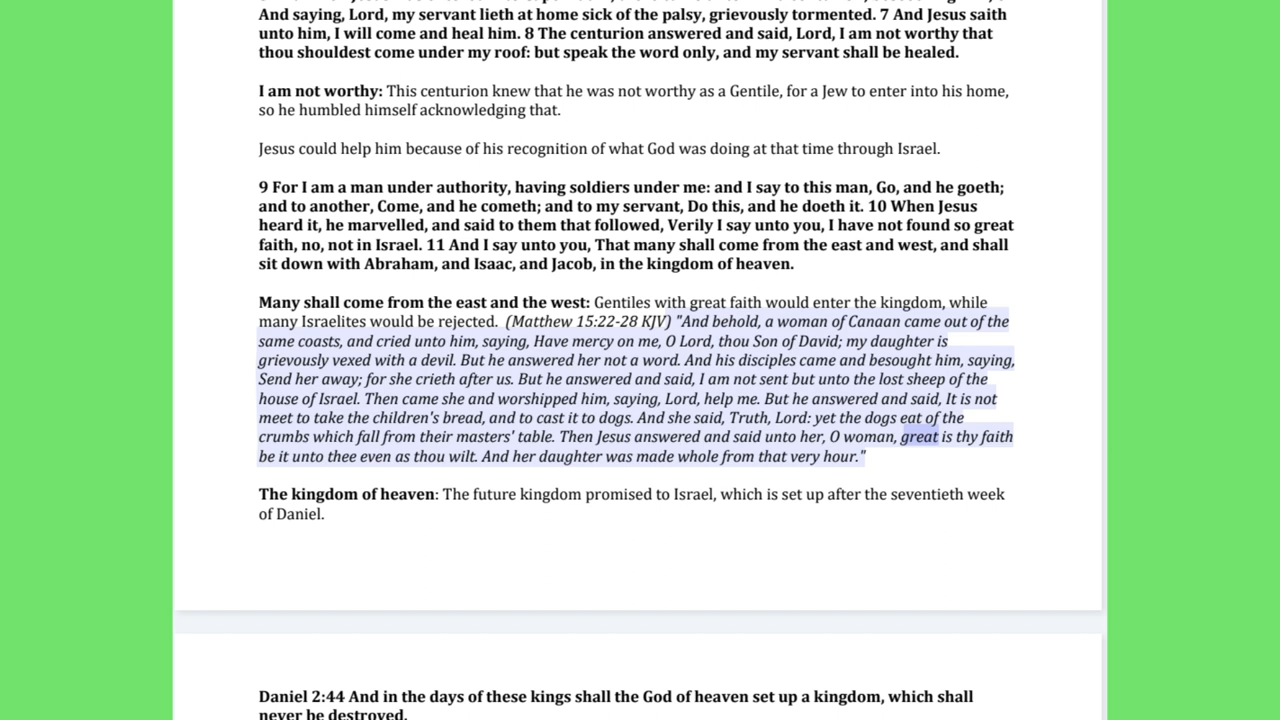 And saying, Lord, my servant lieth at home sick of the palsy, grievously tormented. 7 And Jesus saith
unto him, I will come and heal him. 8 The centurion answered and said, Lord, I am not worthy that
thou shouldest come under my roof: but speak the word only, and my servant shall be healed.
I am not worthy: This centurion knew that he was not worthy as a Gentile, for a Jew to enter into his home,
so he humbled himself acknowledging that.
Jesus could help him because of his recognition of what God was doing at that time through Israel.
9 For I am a man under authority, having soldiers under me: and I say to this man, Go, and he goeth;
and to another, Come, and he cometh; and to my servant, Do this, and he doeth it. 10 When Jesus
heard it, he marvelled, and said to them that followed, Verily I say unto you, I have not found so great
faith, no, not in Israel. 11 And I say unto you, That many shall come from the east and west, and shall
sit down with Abraham, and Isaac, and Jacob, in the kingdom of heaven.
Many shall come from the east and the west: Gentiles with great faith would enter the kingdom, while
many Israelites would be rejected. (Matthew 15:22-28 KJV) "And behold, a woman of Canaan came out of the
same coasts, and cried unto him, saying, Have mercy on me, O Lord, thou Son of David; my daughter is
grievously vexed with a devil. But he answered her not a word. And his disciples came and besought him, saying,
Send her away; for she crieth after us. But he answered and said, I am not sent but unto the lost sheep of the
house of Israel. Then came she and worshipped him, saying, Lord, help me. But he answered and said, It is not
meet to take the children's bread, and to cast it to dogs. And she said, Truth, Lord: yet the dogs eat of the
crumbs which fall from their masters' table. Then Jesus answered and said unto her, O woman, great is thy faith
be it unto thee even as thou wilt. And her daughter was made whole from that very hour."
The kingdom of heaven: The future kingdom promised to Israel, which is set up after the seventieth week
of Daniel.
Daniel 2:44 And in the days of these kings shall the God of heaven set up a kingdom, which shall
never be destroyed.